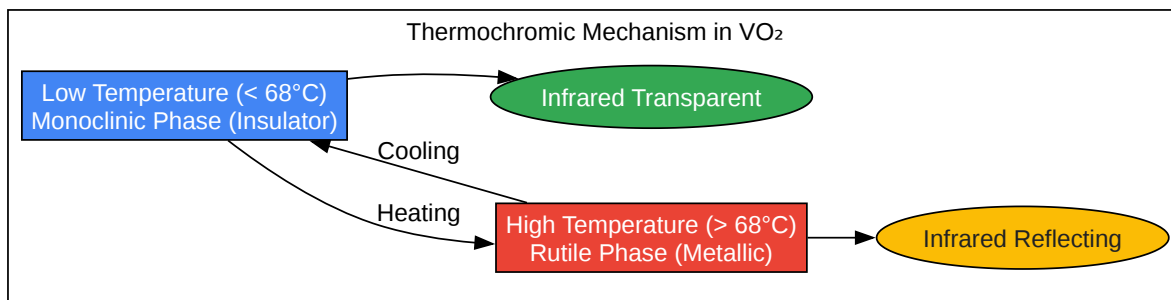 Thermochromic Mechanism in VO₂
Low Temperature (< 68°C)
Monoclinic Phase (Insulator)
Infrared Transparent
Cooling
Heating
High Temperature (> 68°C)
Rutile Phase (Metallic)
Infrared Reflecting